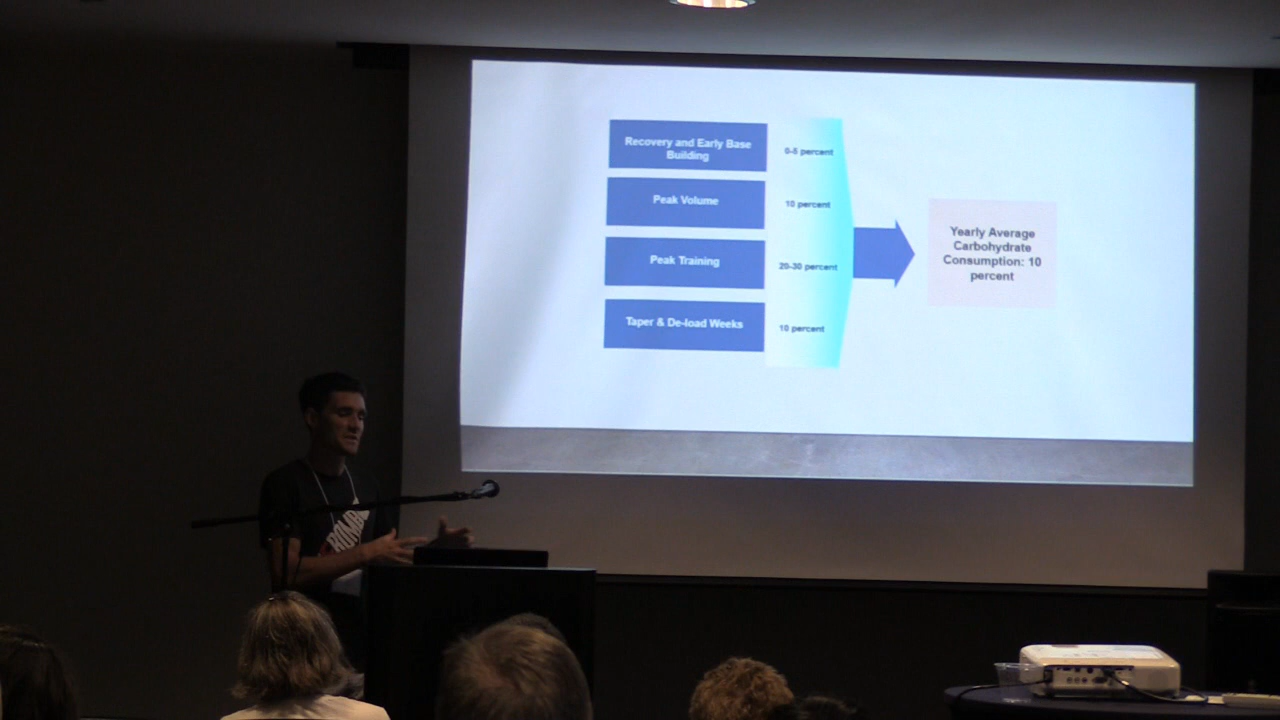 Recovery and Early Base
Building
0-5 percent
Peak Volume
10 percent
Peak Training
20-30 percent
Taper & De-load Weeks
10 percent
Yearly Average
Carbohydrate
Consumption: 10
percent